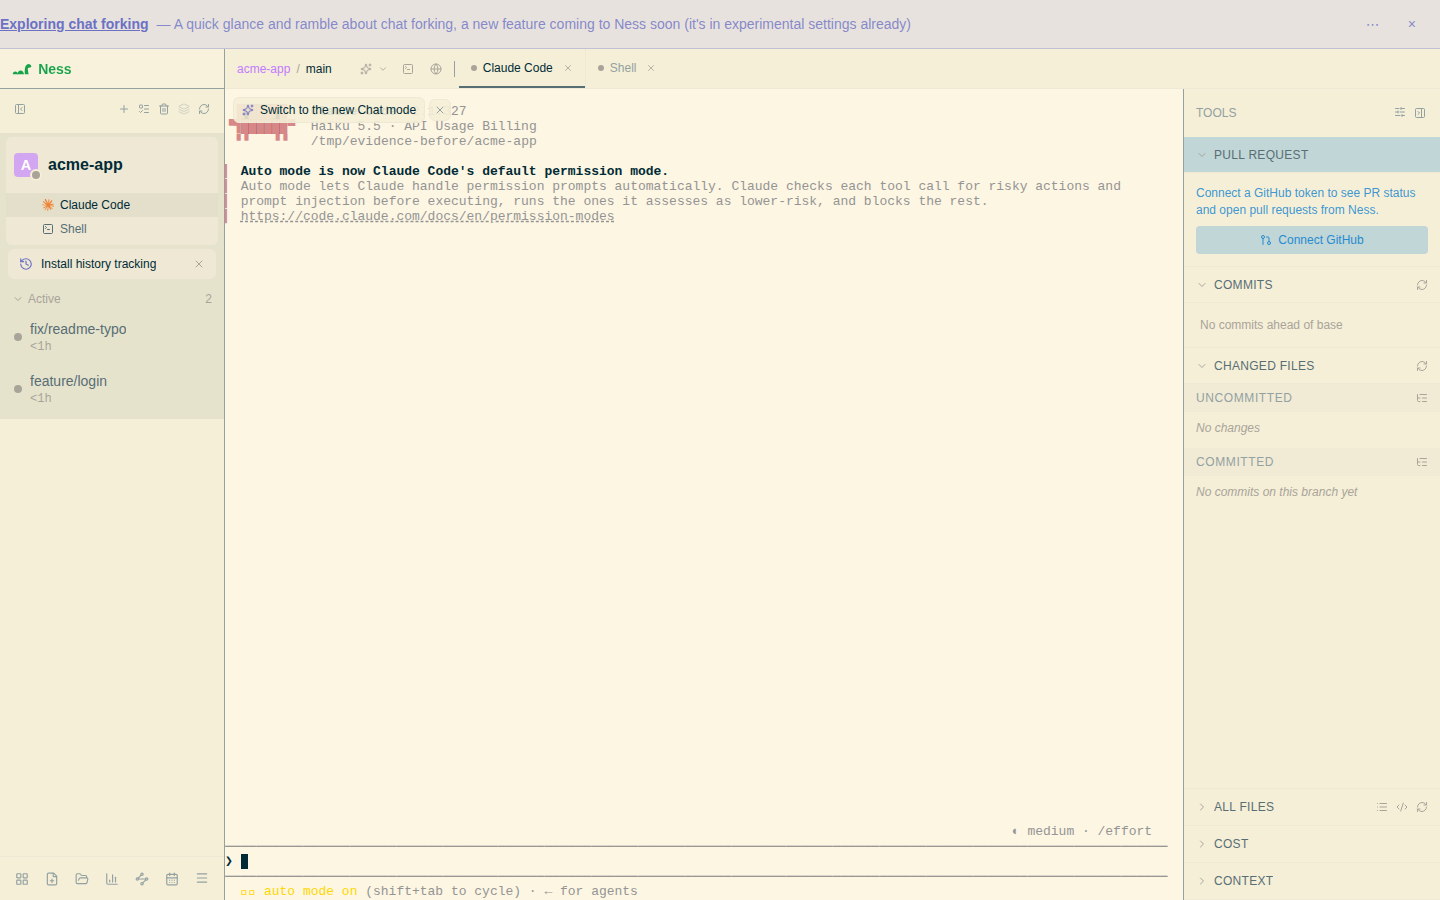 Exploring chat forking — A quick glance and ramble about chat forking, a new feature coming to Ness soon (it's in experimental settings already)
Ness
acme-app / main
Claude Code
Shell
A acme-app
Claude Code
Shell
Install history tracking
Active 2
fix/readme-typo
<1h
feature/login
<1h
Switch to the new Chat mode
27
Haiku 5.5 · API Usage Billing
/tmp/evidence-before/acme-app
Auto mode is now Claude Code's default permission mode.
Auto mode lets Claude handle permission prompts automatically. Claude checks each tool call for risky actions and
prompt injection before executing, runs the ones it assesses as lower-risk, and blocks the rest.
https://code.claude.com/docs/en/permission-modes
medium · /effort
❯
auto mode on (shift+tab to cycle) · ← for agents
TOOLS
PULL REQUEST
Connect a GitHub token to see PR status
and open pull requests from Ness.
Connect GitHub
COMMITS
No commits ahead of base
CHANGED FILES
UNCOMMITTED
No changes
COMMITTED
No commits on this branch yet
ALL FILES
COST
CONTEXT